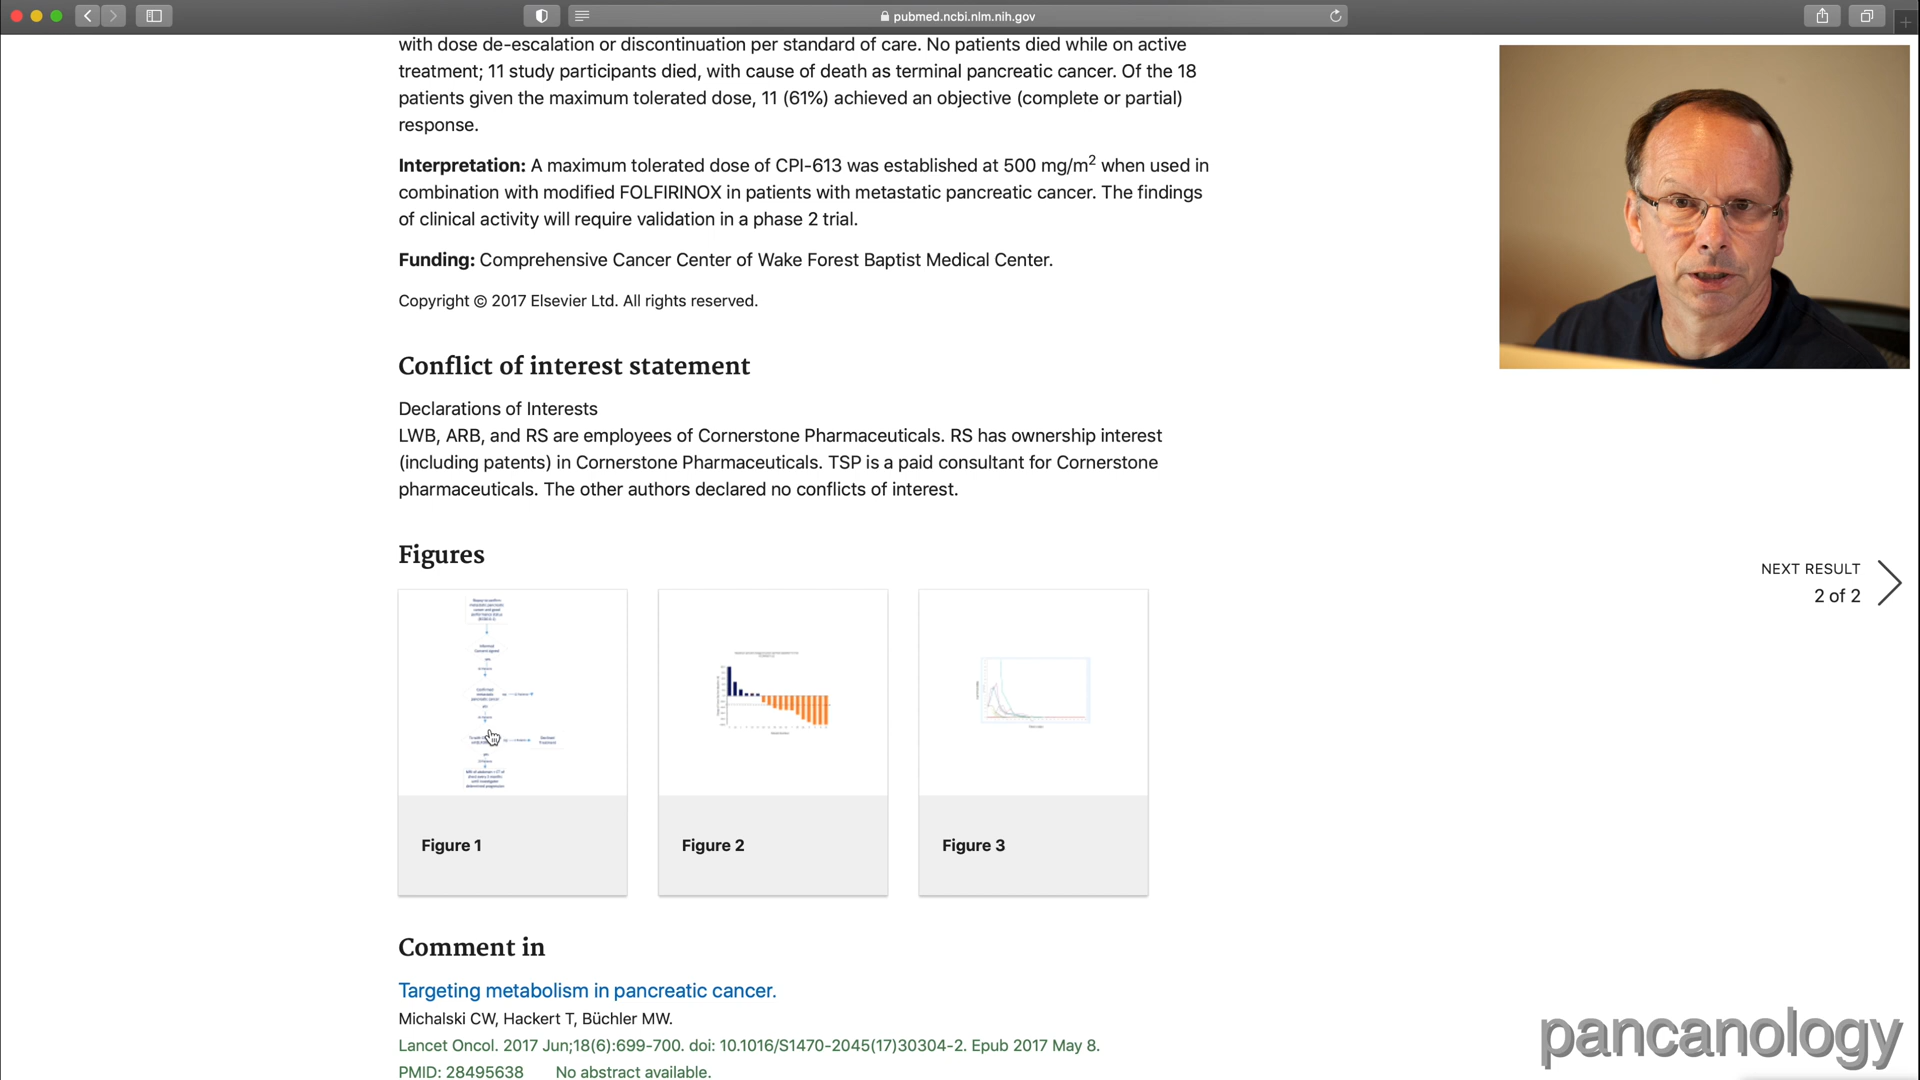 pubmed.ncbi.nlm.nih.gov
with dose de-escalation or discontinuation per standard of care. No patients died while on active
treatment; 11 study participants died, with cause of death as terminal pancreatic cancer. Of the 18
patients given the maximum tolerated dose, 11 (61%) achieved an objective (complete or partial)
response.
Interpretation: A maximum tolerated dose of CPI-613 was established at 500 mg/m² when used in
combination with modified FOLFIRINOX in patients with metastatic pancreatic cancer. The findings
of clinical activity will require validation in a phase 2 trial.
Funding: Comprehensive Cancer Center of Wake Forest Baptist Medical Center.
Copyright © 2017 Elsevier Ltd. All rights reserved.
Conflict of interest statement
Declarations of Interests
LWB, ARB, and RS are employees of Cornerstone Pharmaceuticals. RS has ownership interest
(including patents) in Cornerstone Pharmaceuticals. TSP is a paid consultant for Cornerstone
pharmaceuticals. The other authors declared no conflicts of interest.
Figures
NEXT RESULT
2 of 2
Figure 1
Figure 2
Figure 3
Comment in
Targeting metabolism in pancreatic cancer.
Michalski CW, Hackert T, Büchler MW.
Lancet Oncol. 2017 Jun;18(6):699-700. doi: 10.1016/S1470-2045(17)30304-2. Epub 2017 May 8.
PMID: 28495638 No abstract available.
pancanology